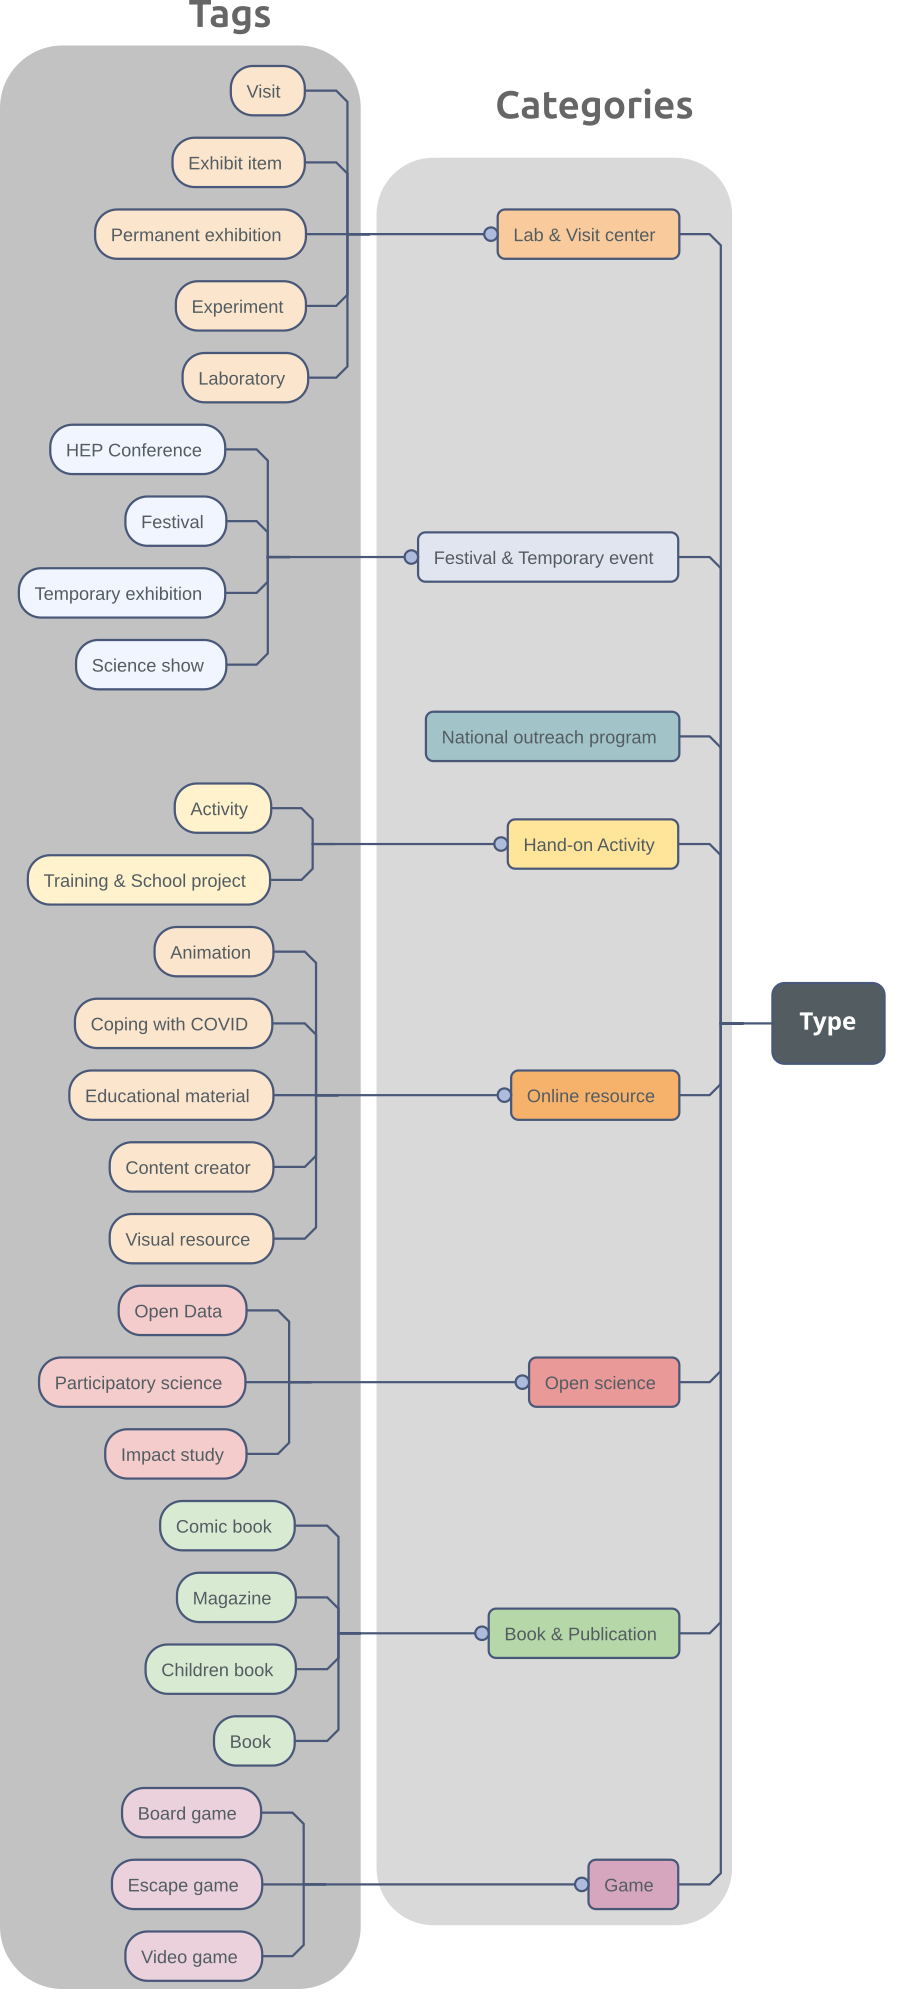 Tags
Categories
Visit
Exhibit item
Permanent exhibition
Lab & Visit center
Experiment
Laboratory
HEP Conference
Festival
Festival & Temporary event
Temporary exhibition
Science show
National outreach program
Activity
Hand-on Activity
Training & School project
Animation
Coping with COVID
Type
Educational material
Online resource
Content creator
Visual resource
Open Data
Participatory science
Open science
Impact study
Comic book
Magazine
Book & Publication
Children book
Book
Board game
Escape game
Game
Video game